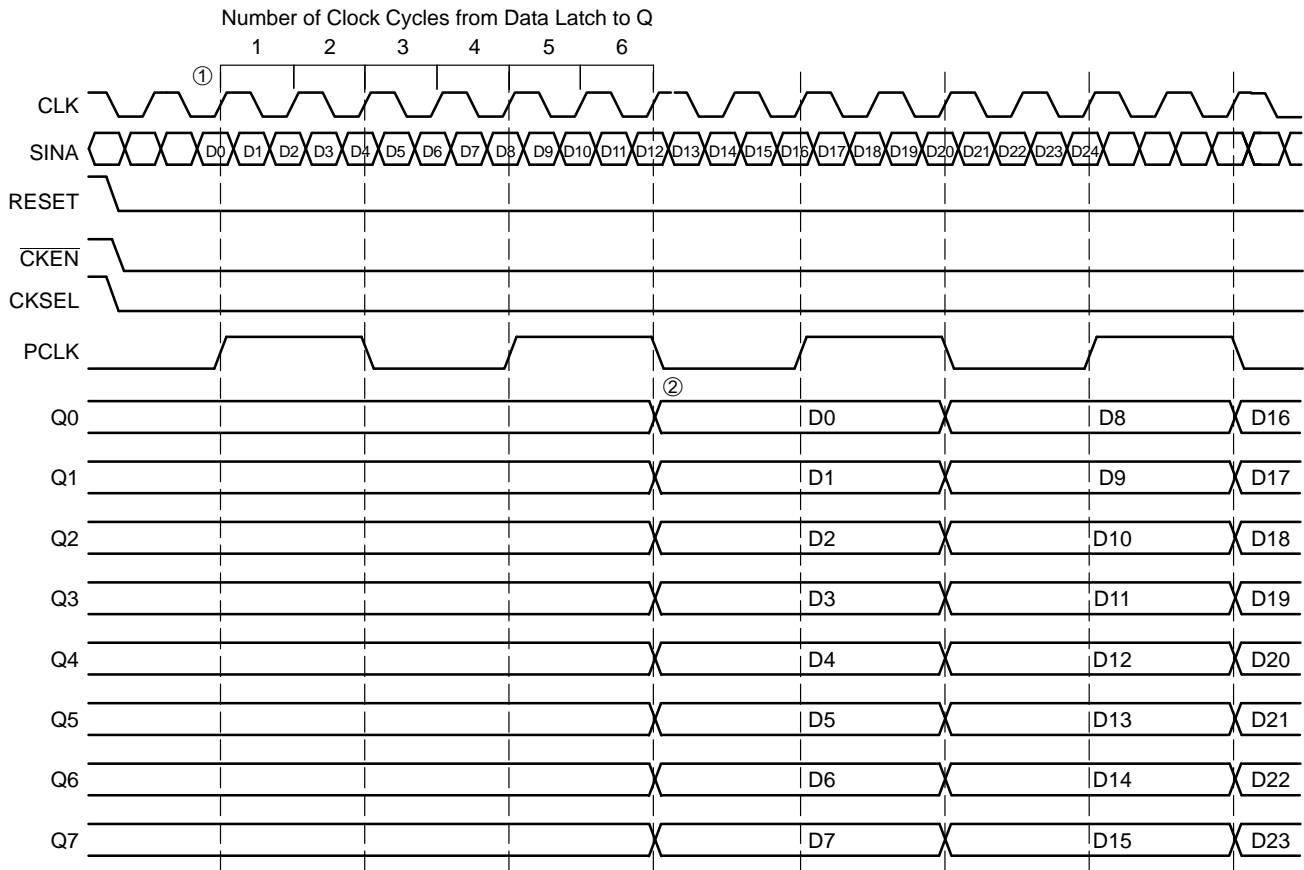 Number of Clock Cycles from Data Latch to Q
1 2 3 4 5 6
①
CLK
SINA D0 D1 D2 D3 D4 D5 D6 D7 D8 D9 D10 D11 D12 D13 D14 D15 D16 D17 D18 D19 D20 D21 D22 D23 D24
RESET
CKEN
CKSEL
PCLK
②
Q0 D0 D8 D16
Q1 D1 D9 D17
Q2 D2 D10 D18
Q3 D3 D11 D19
Q4 D4 D12 D20
Q5 D5 D13 D21
Q6 D6 D14 D22
Q7 D7 D15 D23